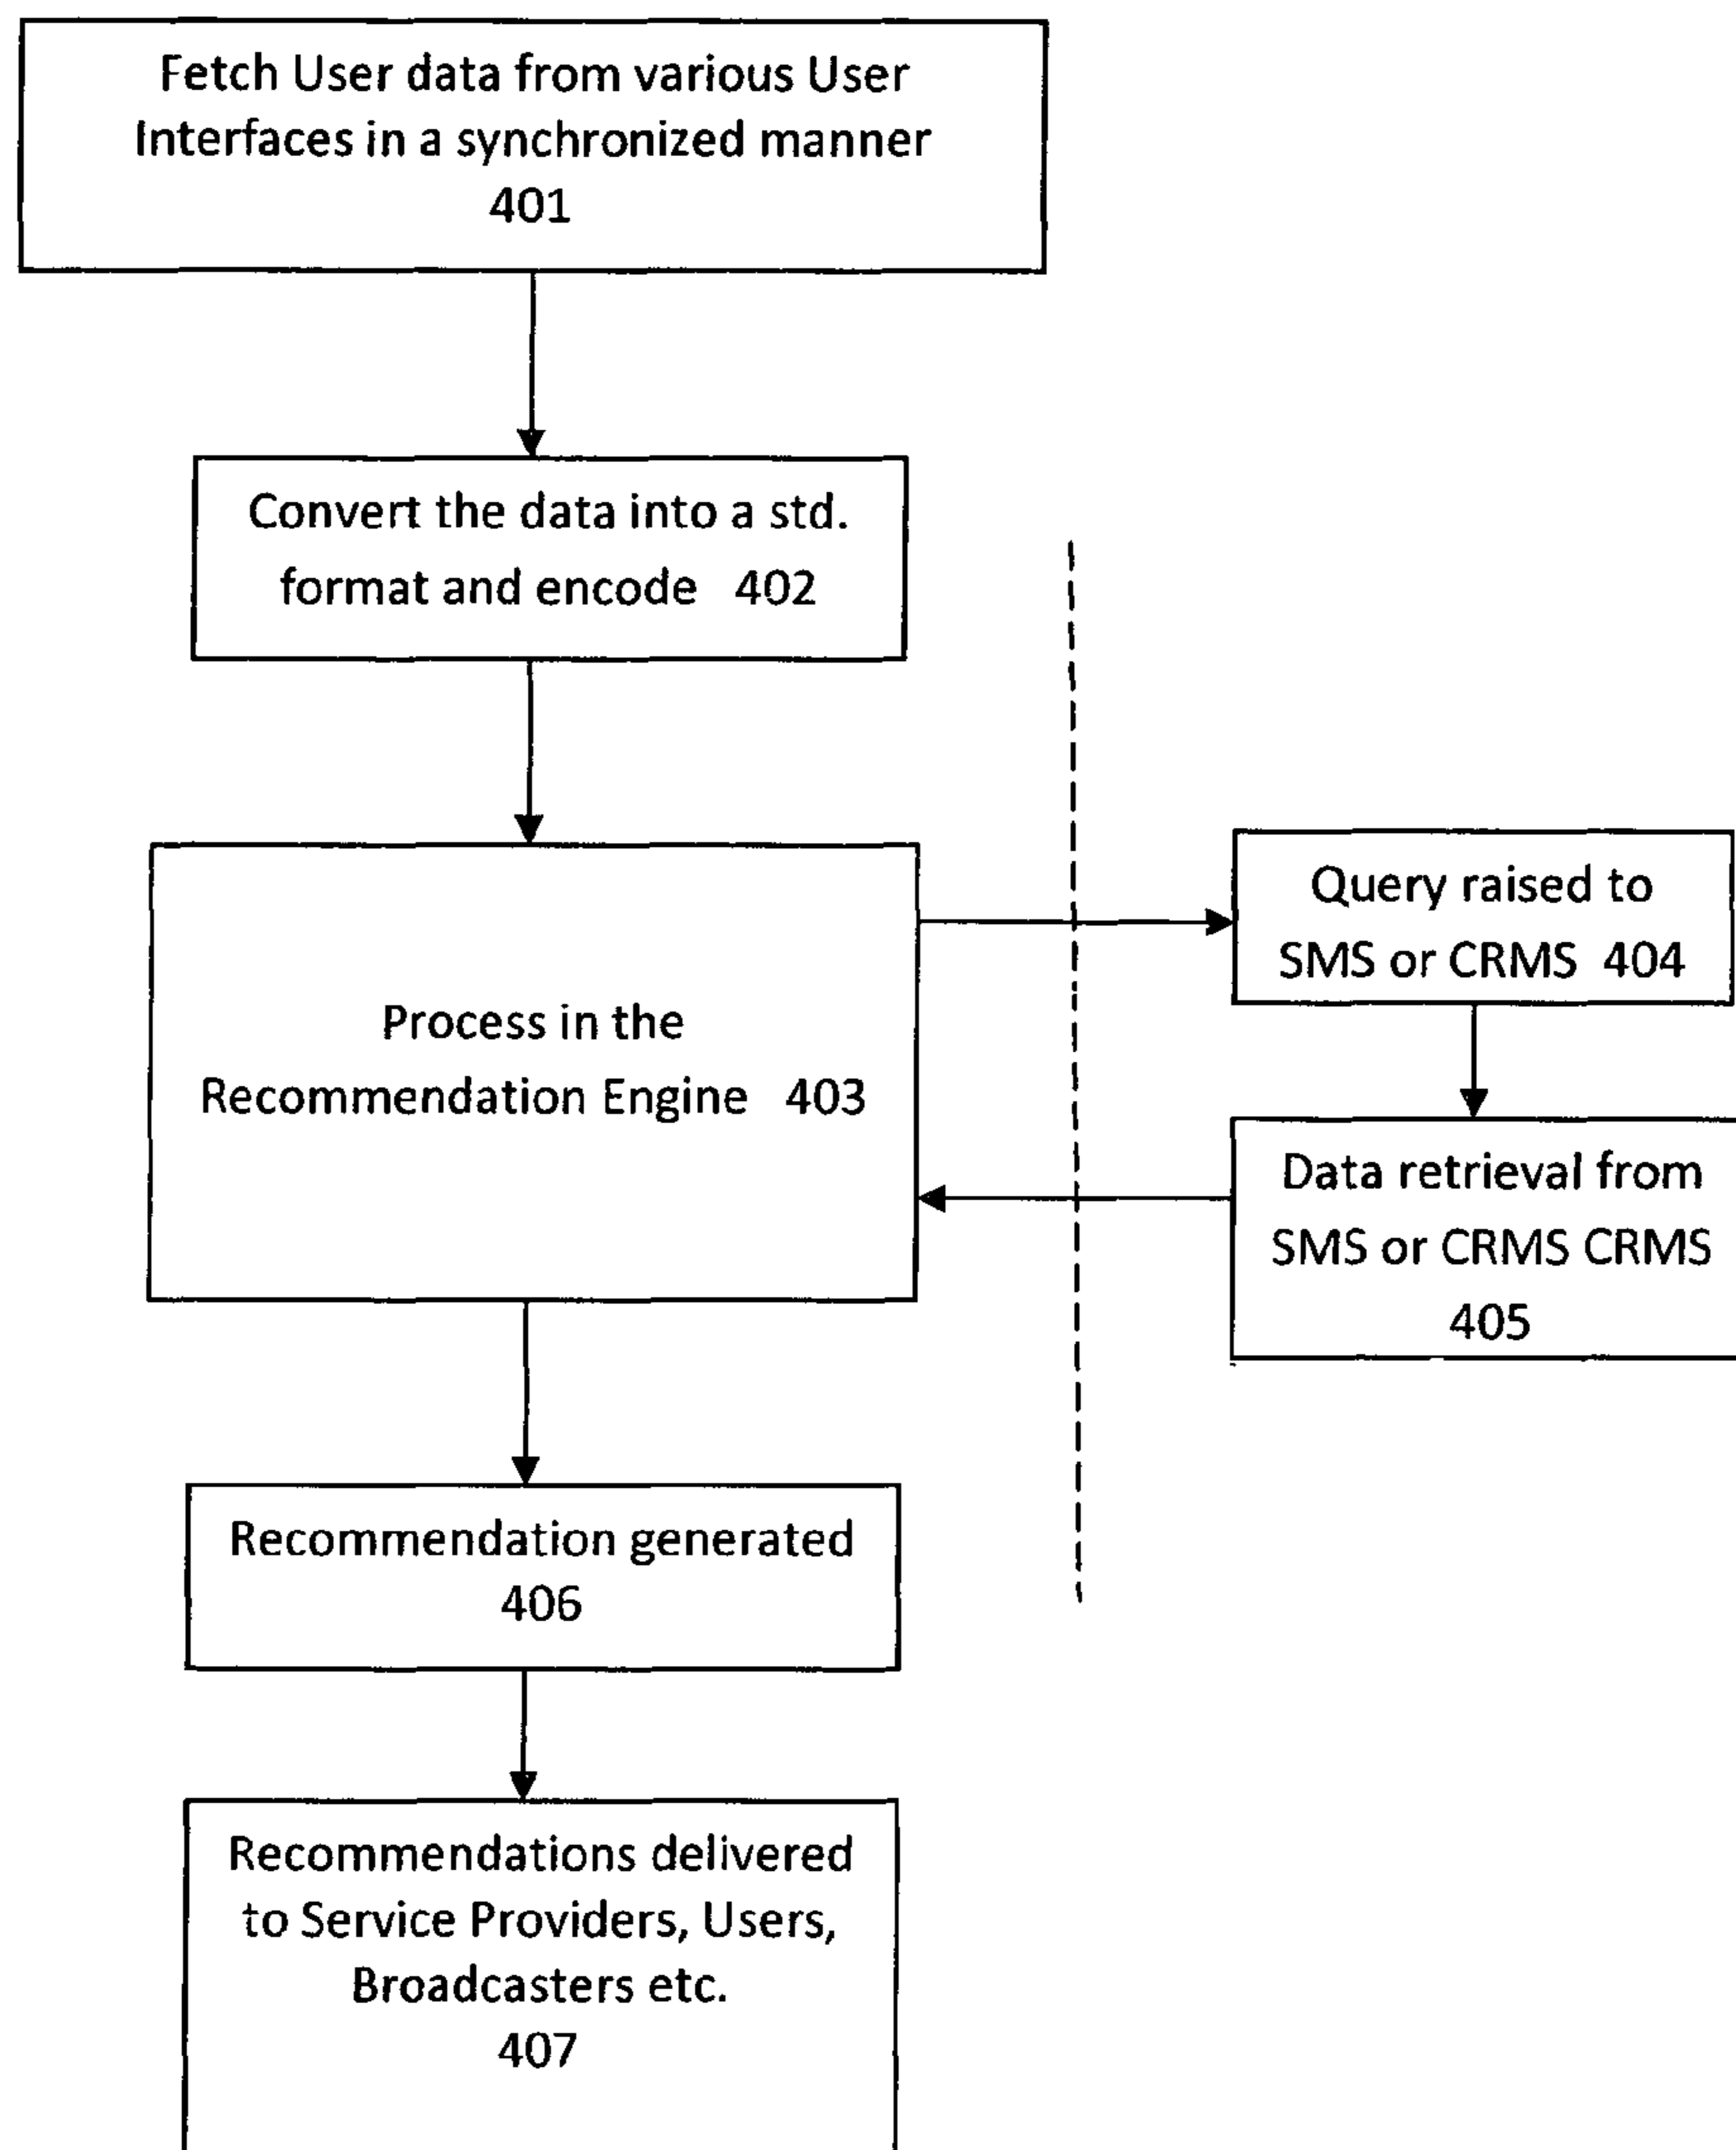 Fetch User data from various User
Interfaces in a synchronized manner
401
Convert the data into a std.
format and encode 402
Process in the
Recommendation Engine 403
Query raised to
SMS or CRMS 404
Data retrieval from
SMS or CRMS CRMS
405
Recommendation generated
406
Recommendations delivered
to Service Providers, Users,
Broadcasters etc.
407